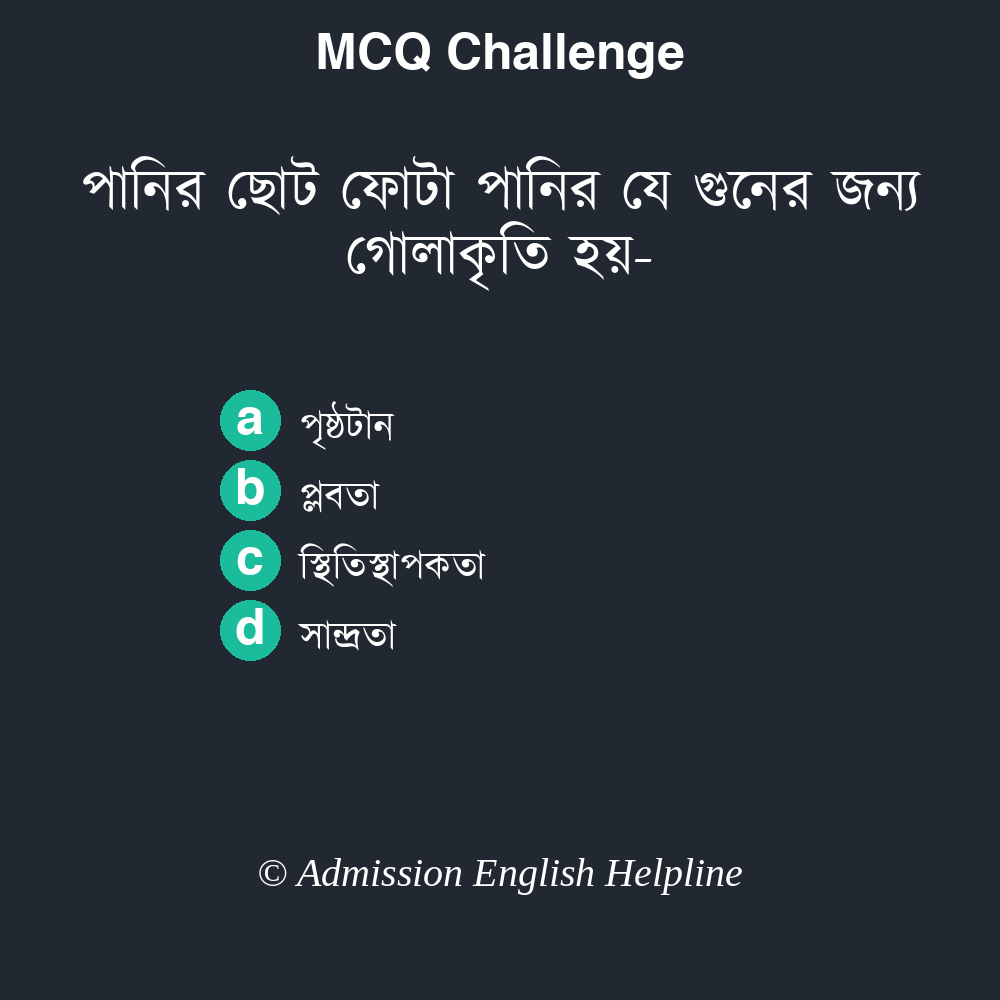 MCQ Challenge
পানির ছোট ফোটা পানির যে গুনের জন্য
গোলাকৃতি হয়-
a পৃষ্ঠটান
b প্লবতা
c স্থিতিস্থাপকতা
d সান্দ্রতা
© Admission English Helpline